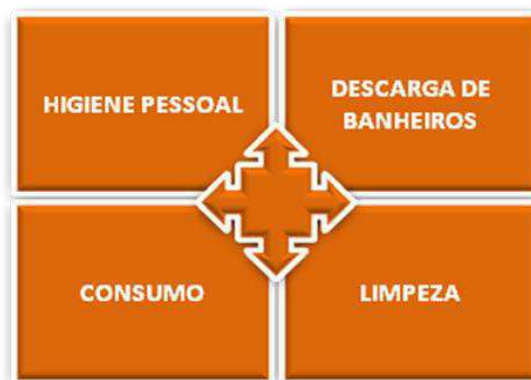 HIGIENE PESSOAL
DESCARGA DE
BANHEIROS
CONSUMO
LIMPEZA